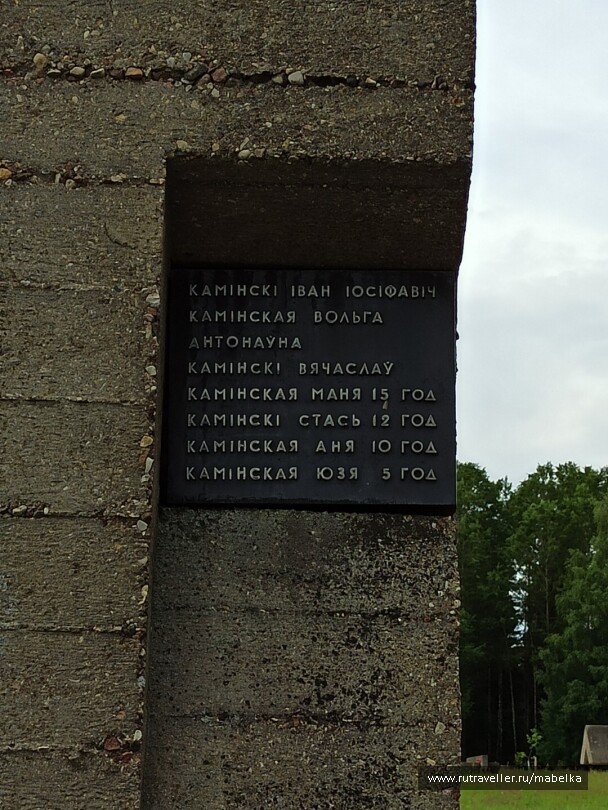 КАМІНСКІ ІВАН ІОСІФАВІЧ
КАМІНСКАЯ ВОЛЬГА
АНТОНАЎНА
КАМІНСКІ ВЯЧАСЛАЎ
КАМІНСКАЯ МАНЯ 15 ГОД
КАМІНСКІ СТАСЬ 12 ГОД
КАМІНСКАЯ АНЯ 10 ГОД
КАМІНСКАЯ ЮЗЯ 5 ГОД
www.rutraveller.ru/mabelka